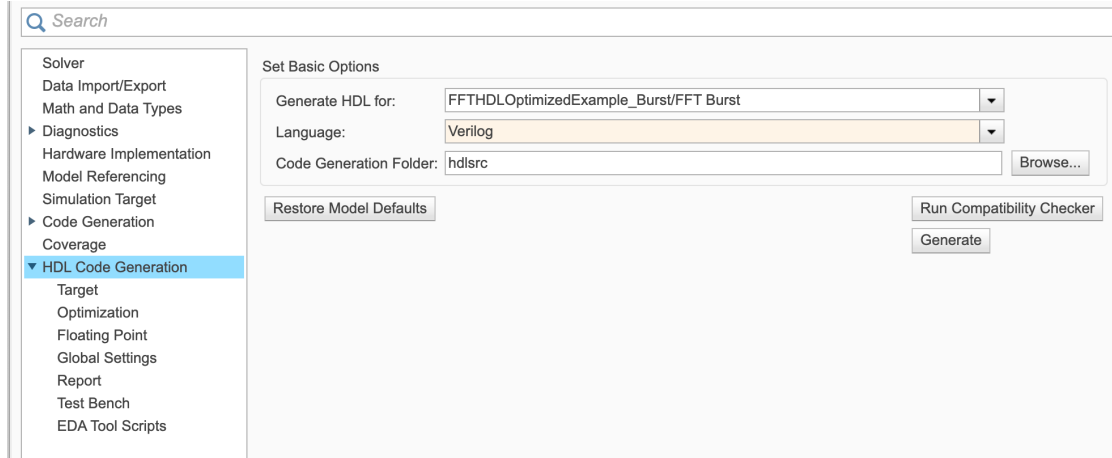 Search
Solver
Data Import/Export
Math and Data Types
Diagnostics
Hardware Implementation
Model Referencing
Simulation Target
Code Generation
Coverage
HDL Code Generation
Target
Optimization
Floating Point
Global Settings
Report
Test Bench
EDA Tool Scripts
Set Basic Options
Generate HDL for: FFTHDLOptimizedExample_Burst/FFT Burst
Language: Verilog
Code Generation Folder: hdlsrc Browse...
Restore Model Defaults Run Compatibility Checker
Generate